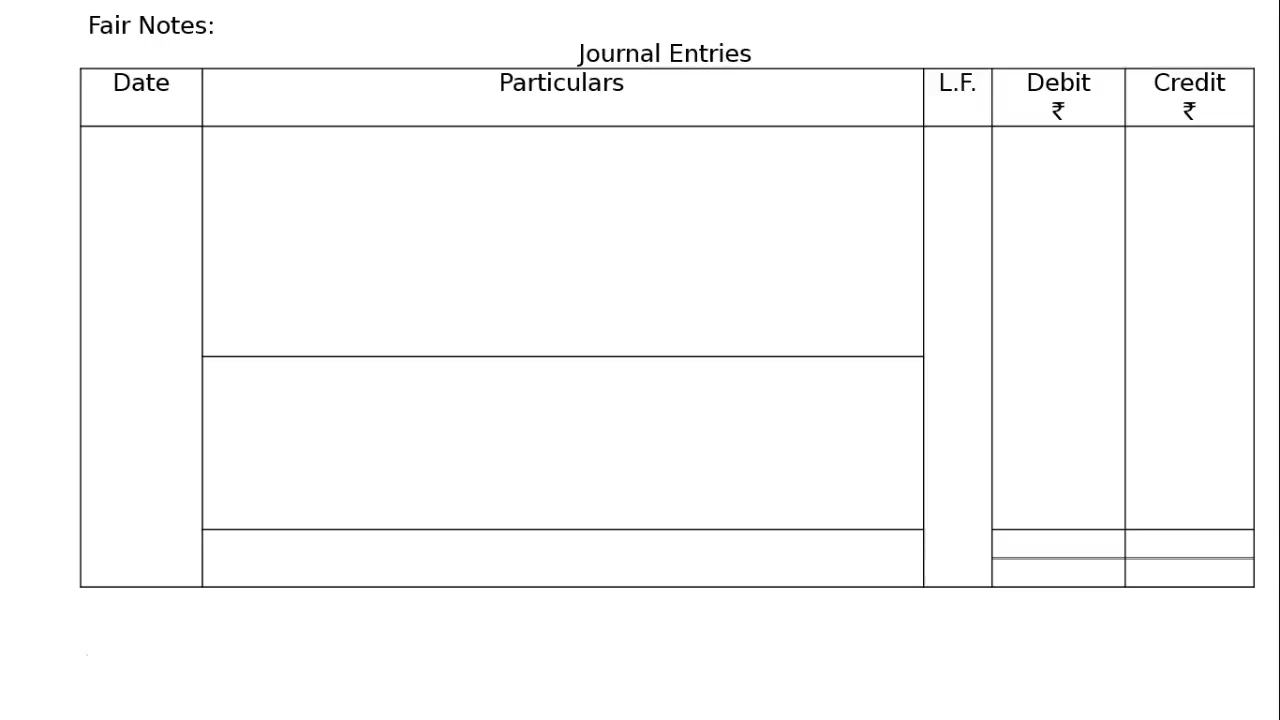 Fair Notes:
Journal Entries
Date Particulars L.F. Debit Credit
₹ ₹